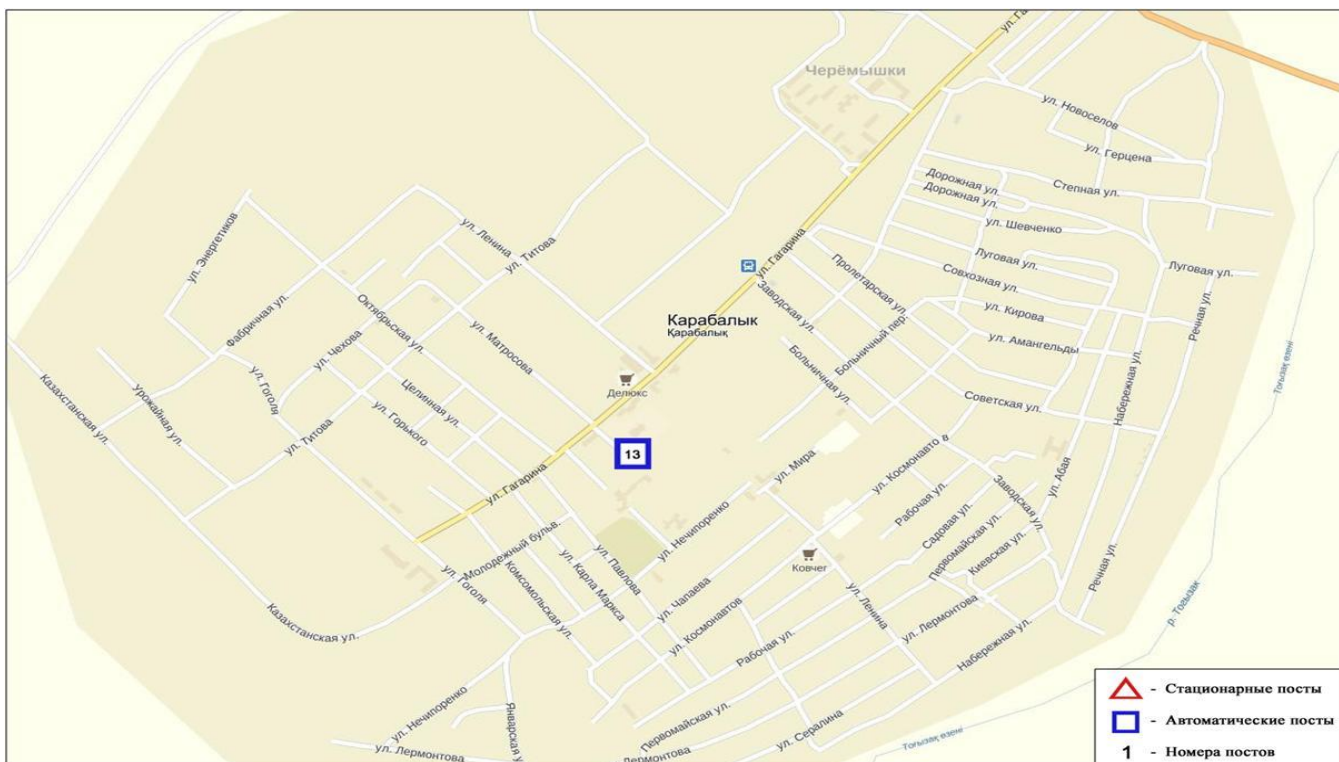 ул. Га
Черёмышки
ул. Новоселов
ул. Герцена
Дорожная ул.
Степная ул.
Дорожная ул.
ул. Энергетиков
ул. Ленина
ул. Титова
ул. Гагарина
ул. Шевченко
Луговая ул.
Луговая ул.
Пролетарская ул.
Совхозная ул.
Заводская ул.
Фабричная ул.
Октябрьская ул.
Карабалык
Қарабалық
ул. Кирова
Речная ул.
ул. Чехова
ул. Матросова
Больничный пер.
ул. Амангельды
Тоғызақ өзені
Казахстанская ул.
Урожайная ул.
ул. Гоголя
Целинная ул.
Делюкс
Больничная ул.
Советская ул.
Набережная ул.
ул. Титова
ул. Горького
13
ул. Мира
ул. Космонавто в
ул. Гагарина
Заводская ул.
ул. Абая
Рабочая ул.
ул. Нечипоренко
Садовая ул.
Первомайская ул.
Киевская ул.
Молодежный бульв.
ул. Павлова
Ковчег
Речная ул.
ул. Гоголя
Комсомольская ул.
ул. Карла Маркса
ул. Чапаева
ул. Ленина
р. Тогызак
Казахстанская ул.
ул. Космонавтов
Рабочая ул.
ул. Лермонтова
Набережная ул.
ул. Нечипоренко
Январская у
Первомайская ул.
ул. Сералина
Тоғызақ өзені
ул. Лермонтова
Лермонтова
- Стационарные посты
- Автоматические посты
1 - Номера постов